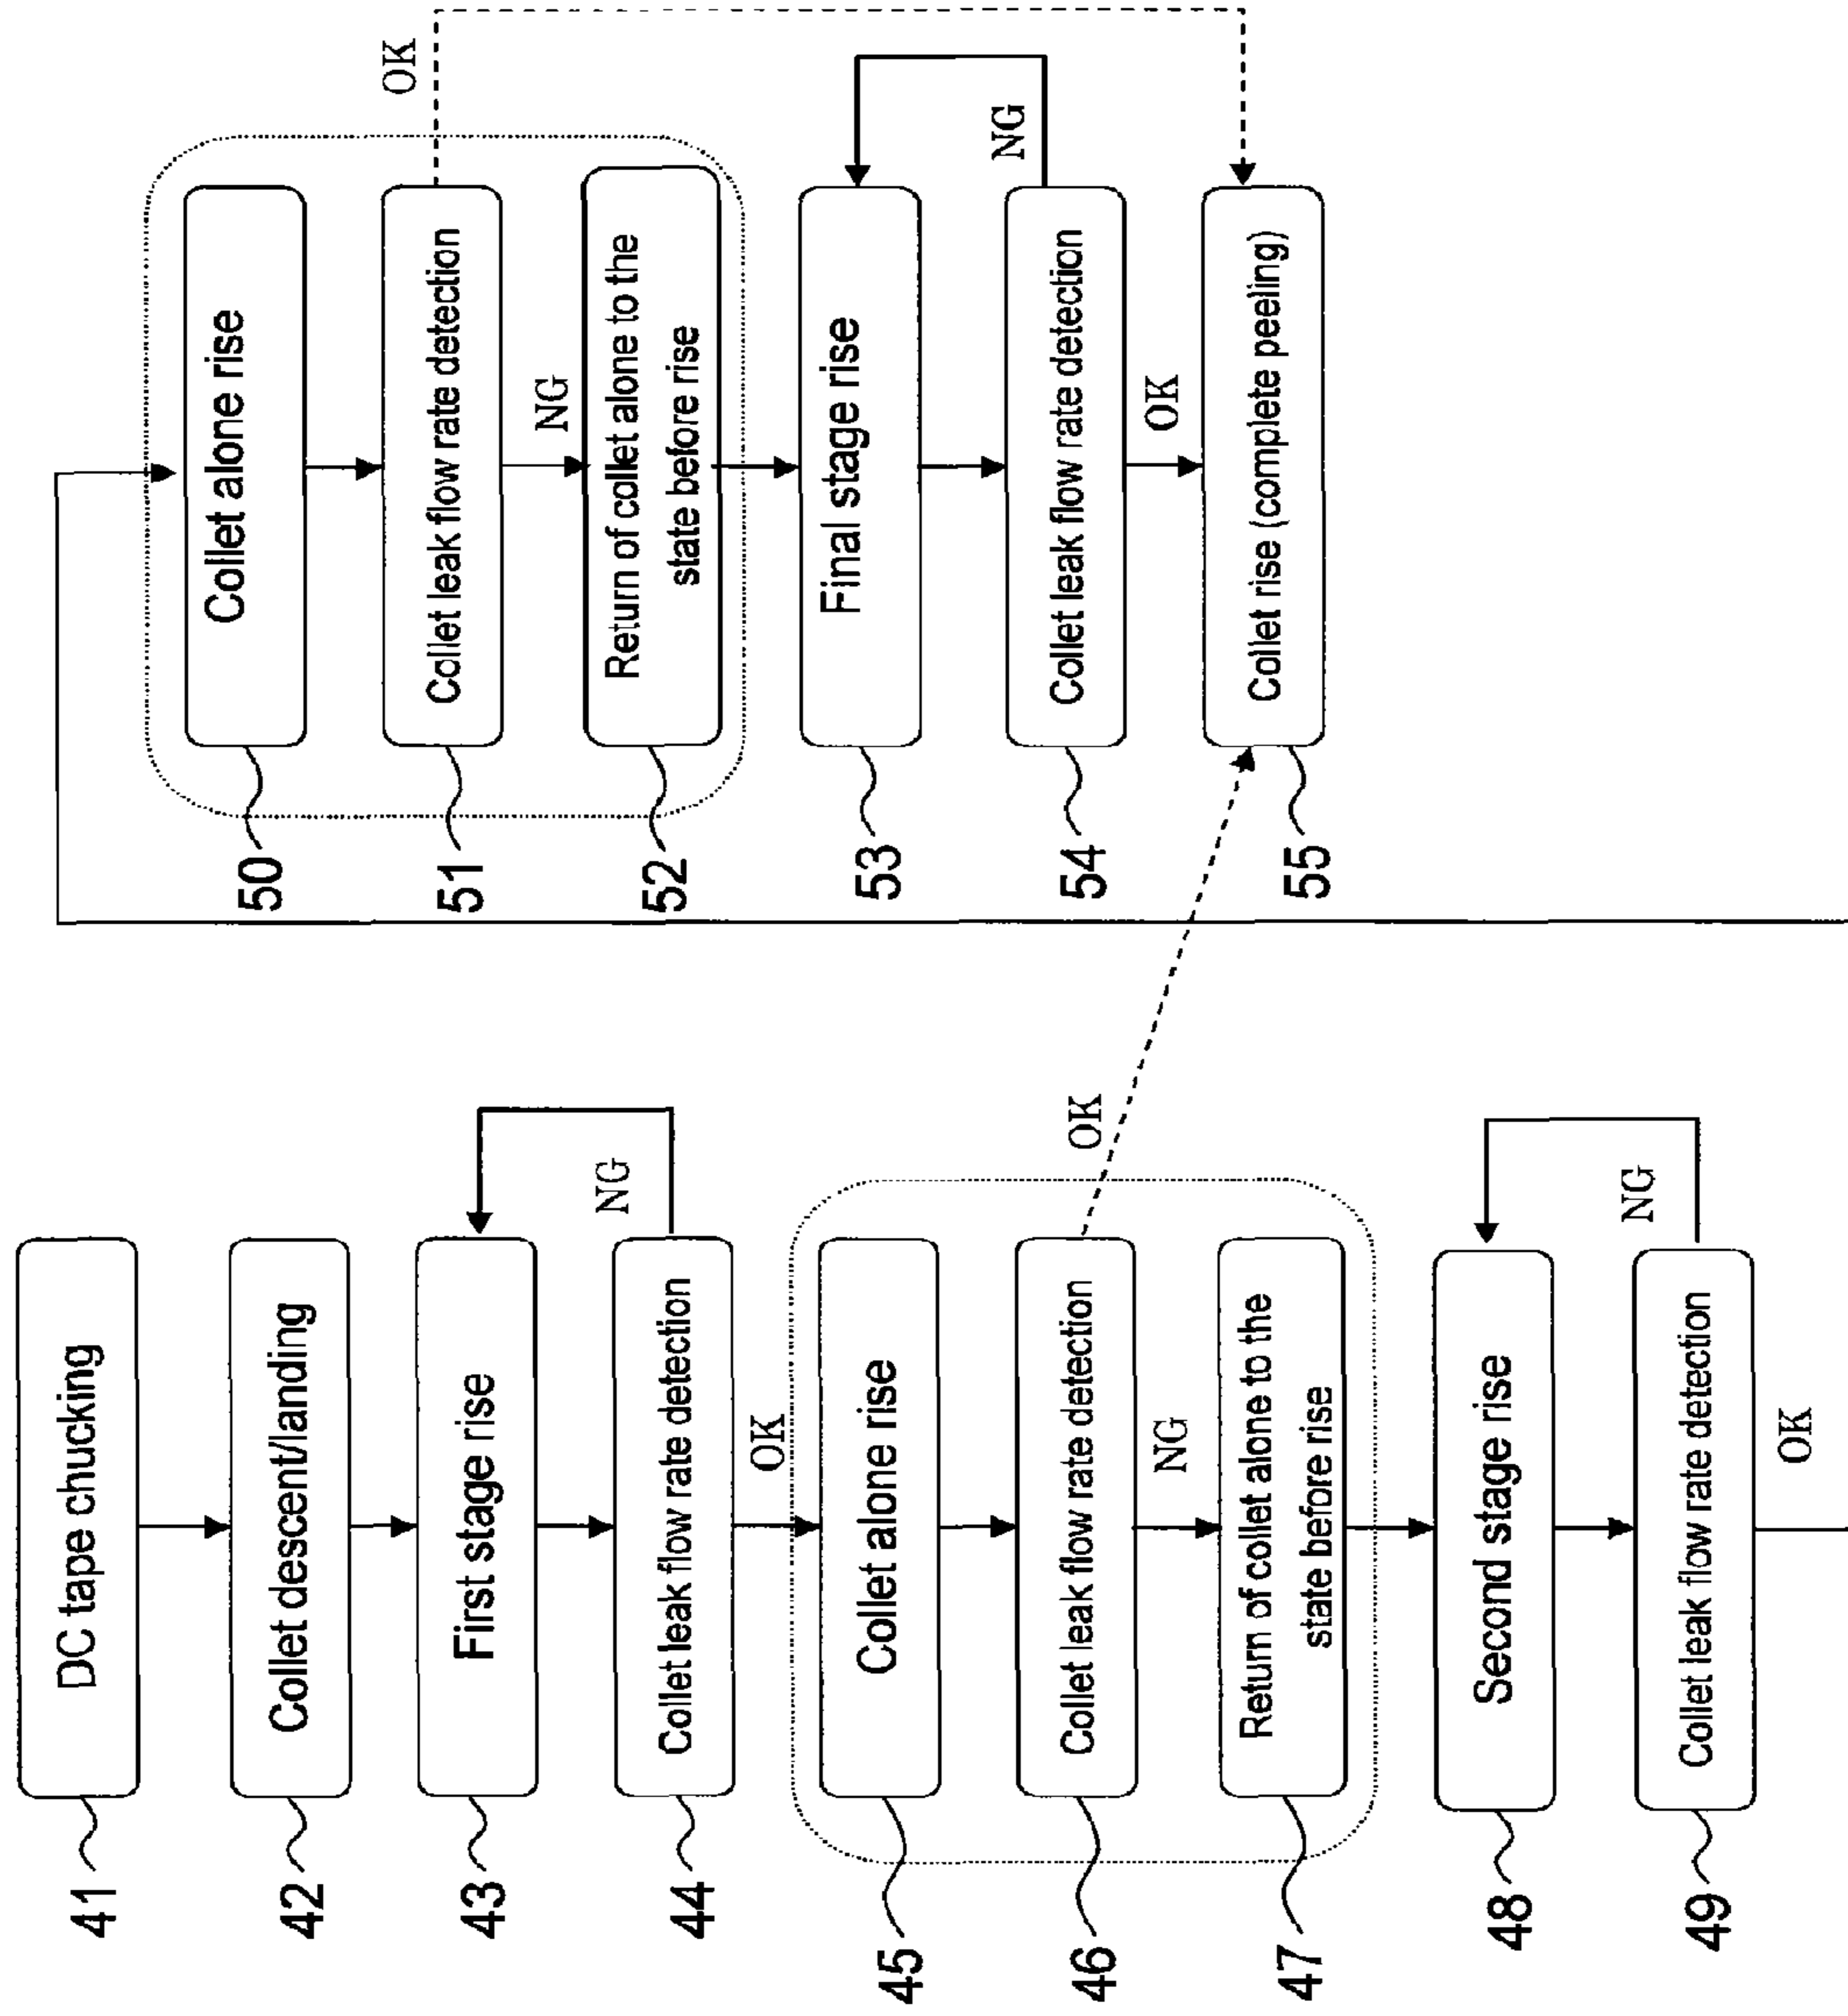 41
DC tape chucking
42
Collet descent/landing
43
First stage rise
NG
44
Collet leak flow rate detection
OK
45
Collet alone rise
46
Collet leak flow rate detection
OK
NG
47
Return of collet alone to the
state before rise
48
Second stage rise
NG
49
Collet leak flow rate detection
OK
50
Collet alone rise
OK
51
Collet leak flow rate detection
NG
52
Return of collet alone to the
state before rise
53
Final stage rise
NG
54
Collet leak flow rate detection
OK
55
Collet rise (complete peeling)